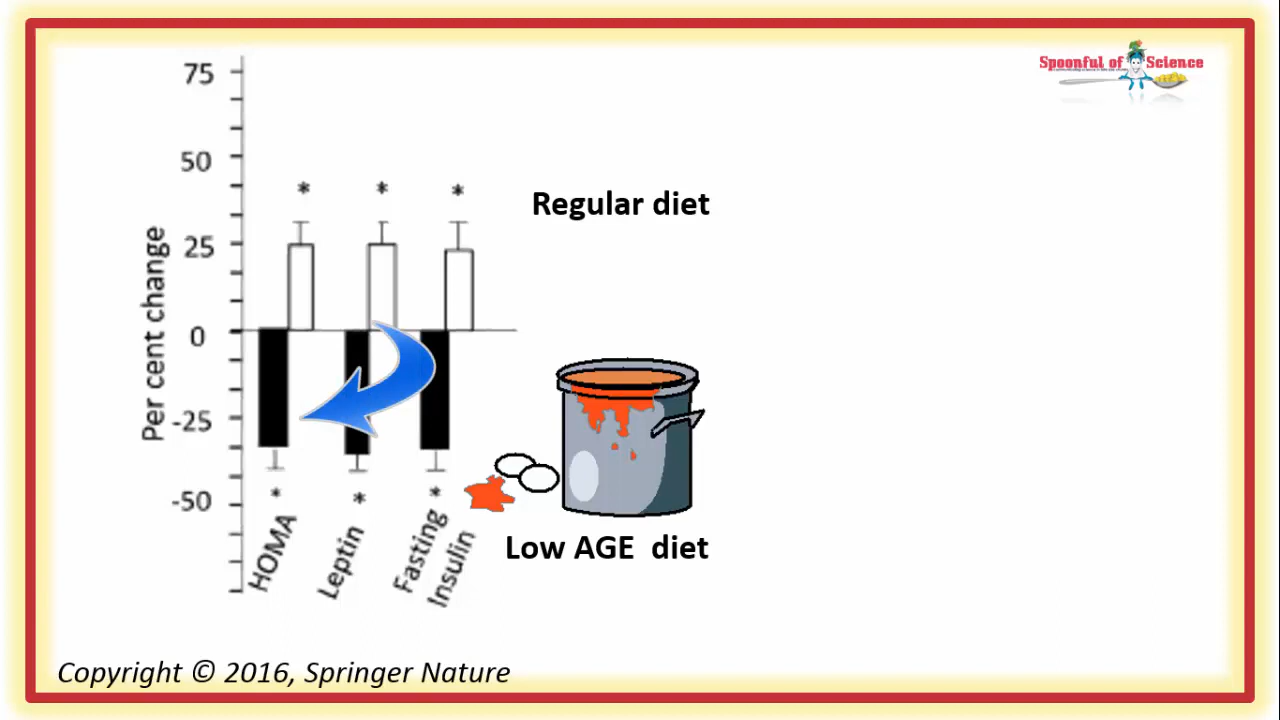 Spoonful of Science
75
50
25
0
-25
-50
Per cent change
* * *
Regular diet
* * *
HOMA
Leptin
Fasting
Insulin
Low AGE diet
Copyright © 2016, Springer Nature